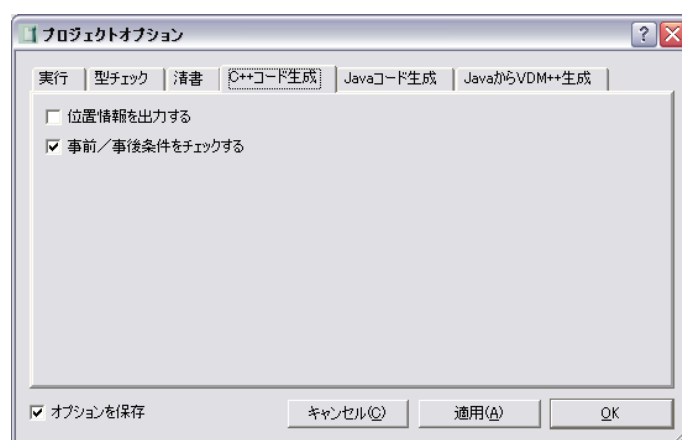 プロジェクトオプション
実行 型チェック 清書 C++コード生成 Javaコード生成 JavaからVDM++生成
位置情報を出力する
事前／事後条件をチェックする
オプションを保存 キャンセル(C) 適用(A) OK